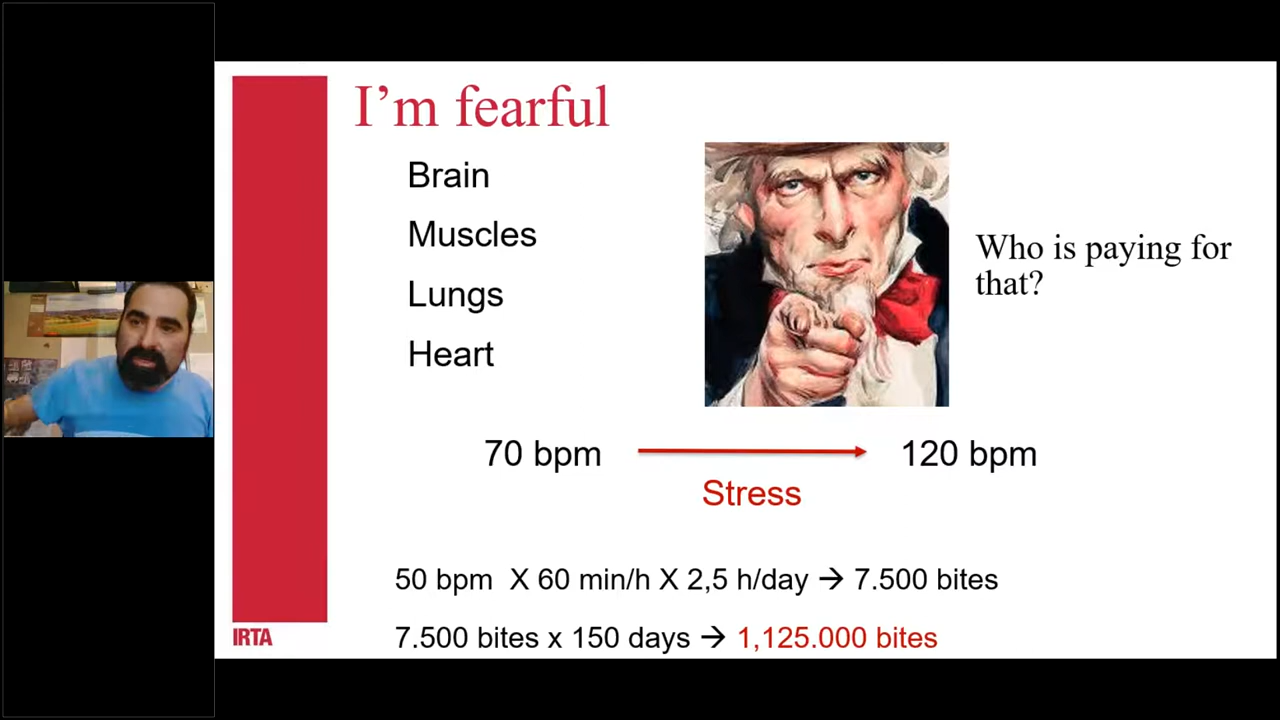 I'm fearful
Brain
Muscles
Lungs
Heart
Who is paying for
that?
70 bpm
120 bpm
Stress
50 bpm X 60 min/h X 2,5 h/day → 7.500 bites
7.500 bites x 150 days → 1,125.000 bites
IRTA